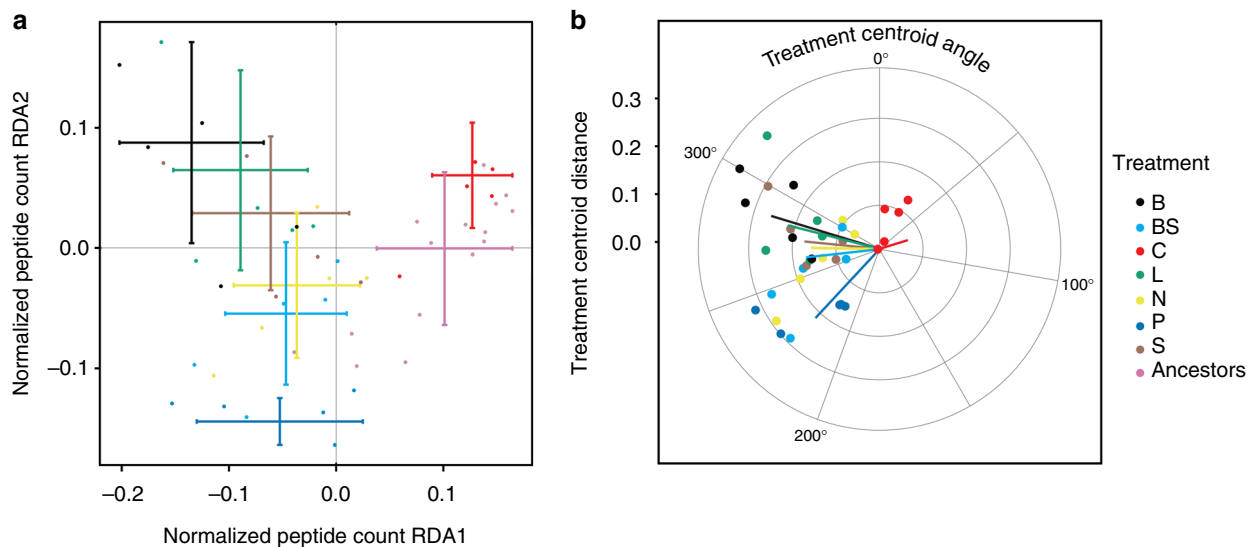 a
Normalized peptide count RDA2
0.1
0.0
–0.1
–0.2
–0.1
0.0
0.1
Normalized peptide count RDA1
b
Treatment centroid angle
Treatment centroid distance
0.3
0.2
0.1
0.0
0°
100°
200°
300°
Treatment
B
BS
C
L
N
P
S
Ancestors